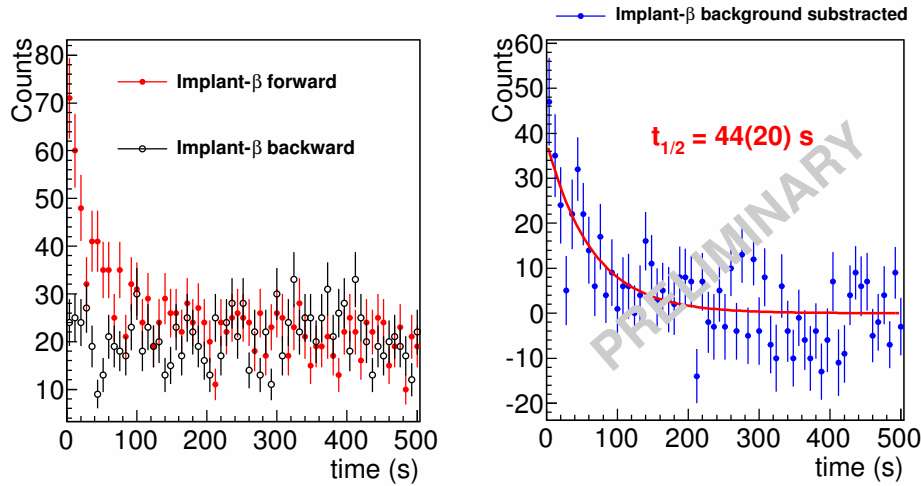 Implant-β background substracted
Counts
80
70
60
50
40
30
20
10
Implant-β forward
Implant-β backward
0 100 200 300 400 500
time (s)
Counts
60
50
40
30
20
10
0
-10
-20
t1/2 = 44(20) s
PRELIMINARY
0 100 200 300 400 500
time (s)